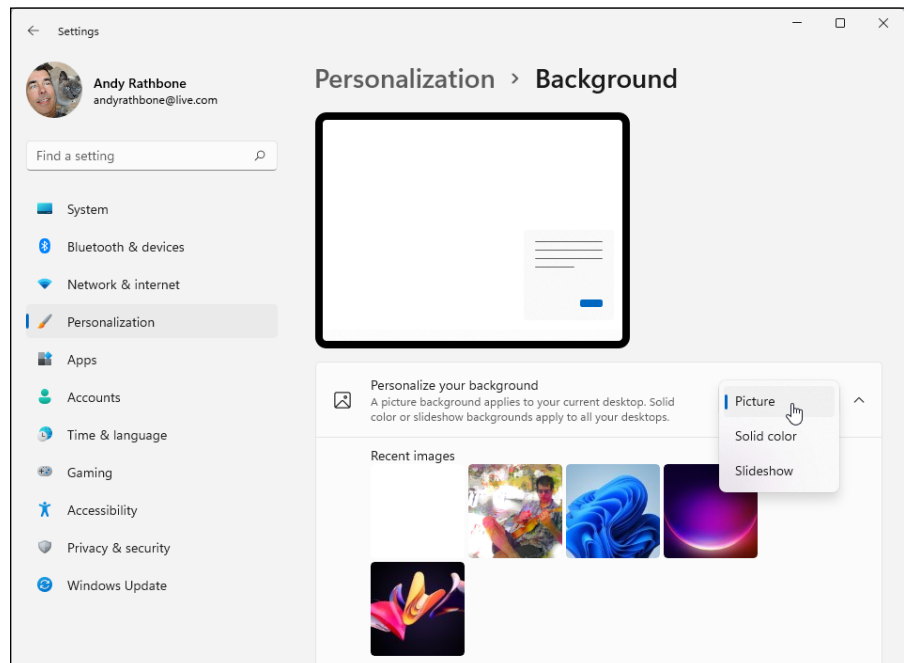 Settings
Andy Rathbone
andyrathbone@live.com
Find a setting
System
Bluetooth & devices
Network & internet
Personalization
Apps
Accounts
Time & language
Gaming
Accessibility
Privacy & security
Windows Update
Personalization > Background
Personalize your background
A picture background applies to your current desktop. Solid
color or slideshow backgrounds apply to all your desktops.
Picture
Solid color
Slideshow
Recent images